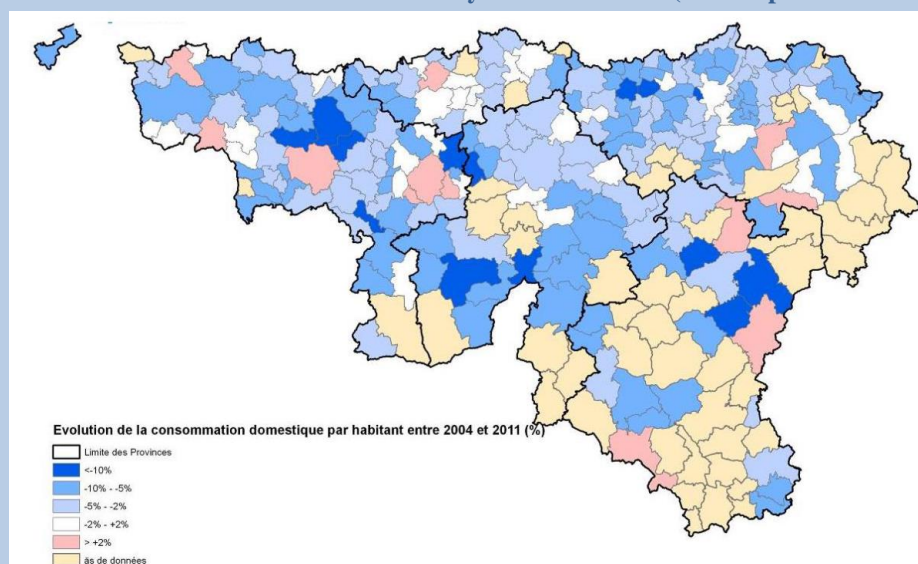 Evolution de la consommation domestique par habitant entre 2004 et 2011 (%)
Limite des Provinces
<-10%
-10% - -5%
-5% - -2%
-2% - +2%
> +2%
äs de données